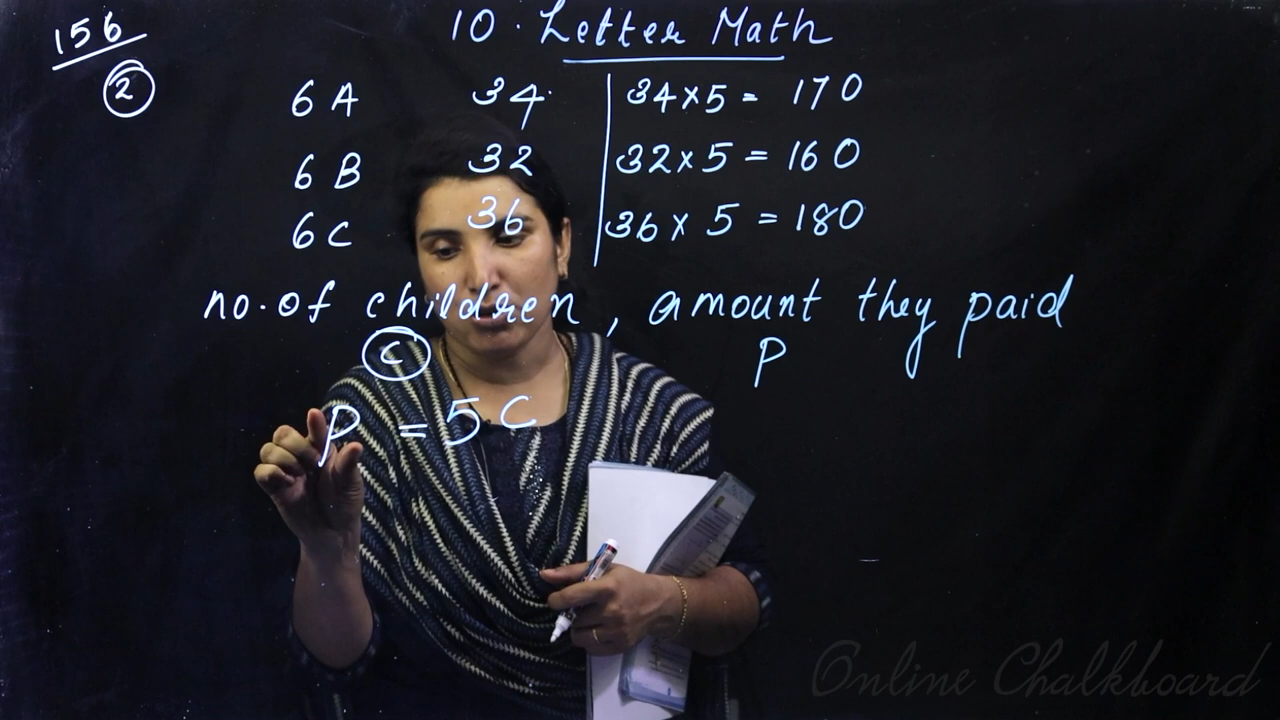 156
2
10. Letter Math
6 A 34 34×5 = 170
6 B 32 32×5 = 160
6 C 36 36×5 = 180
no. of children, amount they paid
c P
P = 5 C
Online Chalkboard